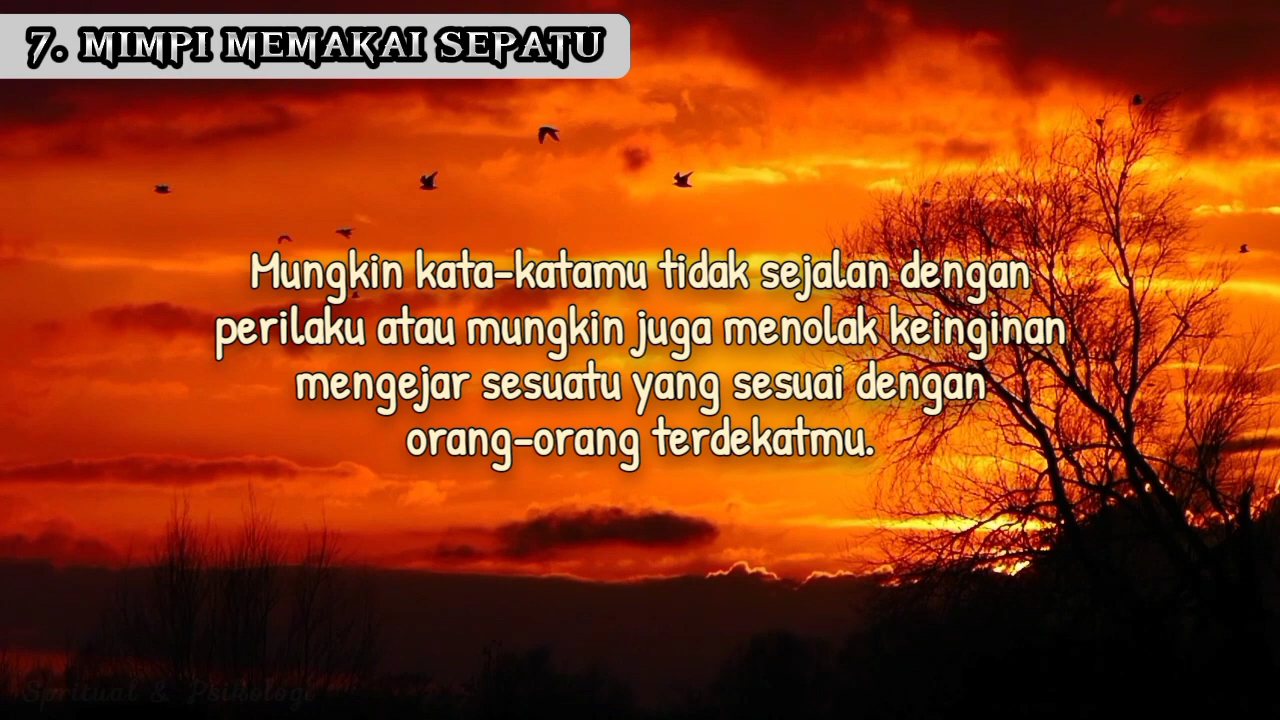 7. MIMPI MEMAKAI SEPATU
Mungkin kata-katamu tidak sejalan dengan
perilaku atau mungkin juga menolak keinginan
mengejar sesuatu yang sesuai dengan
orang-orang terdekatmu.
Spritual & Psikologi